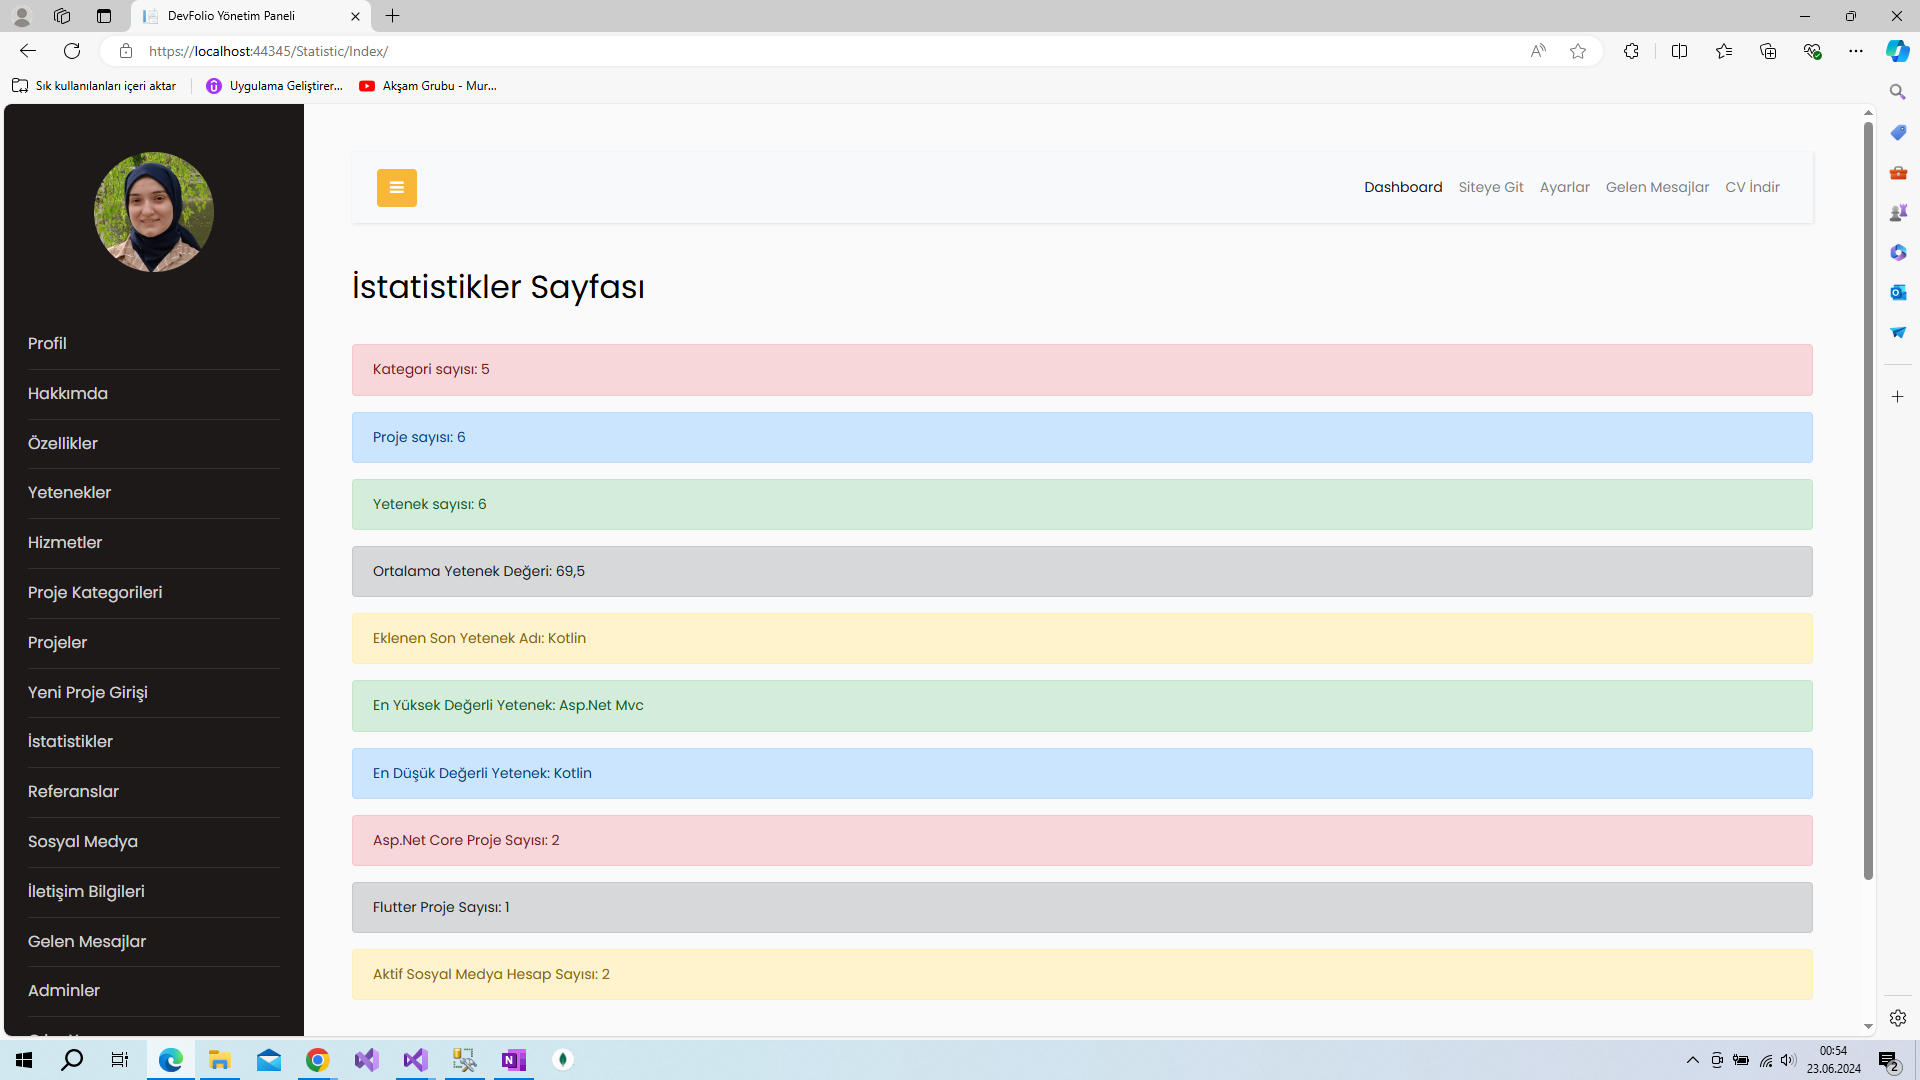 DevFolio Yönetim Paneli
https://localhost:44345/Statistic/Index/
Sık kullanılanları içeri aktar
Uygulama Geliştirer...
Akşam Grubu - Mur...
Dashboard
Siteye Git
Ayarlar
Gelen Mesajlar
CV İndir
Profil
Hakkımda
Özellikler
Yetenekler
Hizmetler
Proje Kategorileri
Projeler
Yeni Proje Girişi
İstatistikler
Referanslar
Sosyal Medya
İletişim Bilgileri
Gelen Mesajlar
Adminler
İstatistikler Sayfası
Kategori sayısı: 5
Proje sayısı: 6
Yetenek sayısı: 6
Ortalama Yetenek Değeri: 69,5
Eklenen Son Yetenek Adı: Kotlin
En Yüksek Değerli Yetenek: Asp.Net Mvc
En Düşük Değerli Yetenek: Kotlin
Asp.Net Core Proje Sayısı: 2
Flutter Proje Sayısı: 1
Aktif Sosyal Medya Hesap Sayısı: 2
00:54
23.06.2024
2